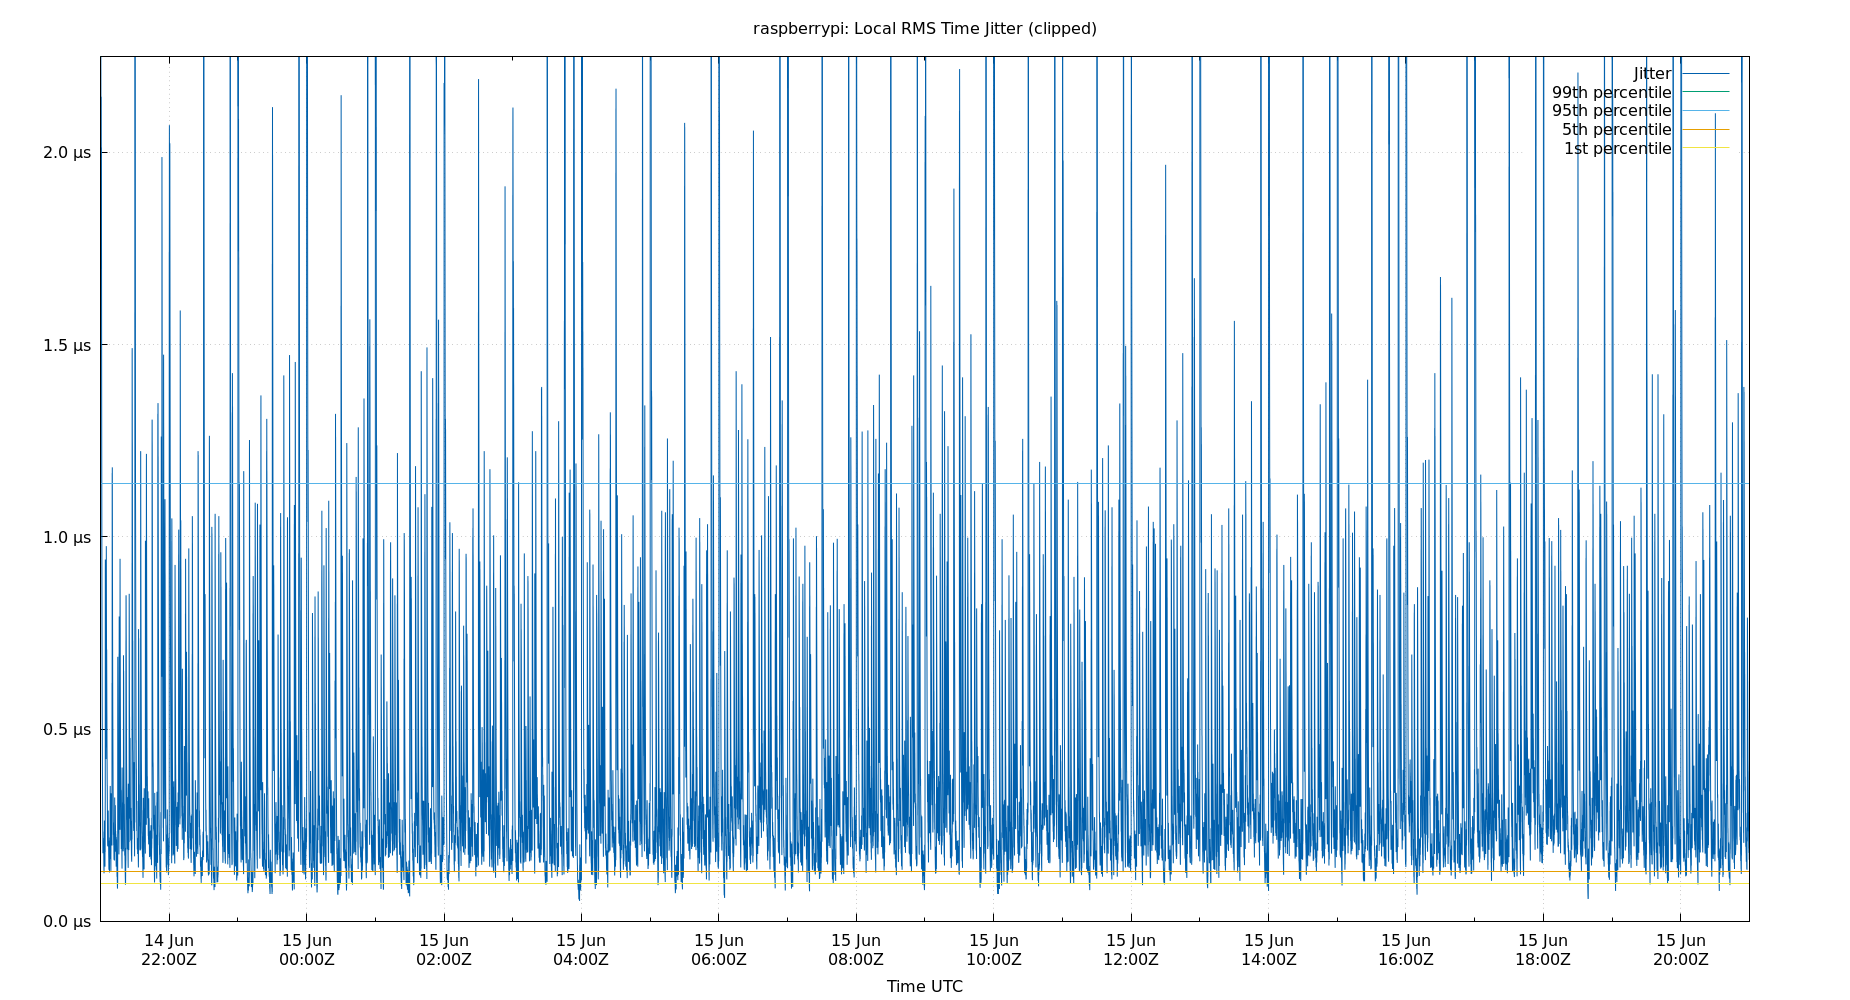 raspberrypi: Local RMS Time Jitter (clipped)
Jitter
99th percentile
95th percentile
5th percentile
1st percentile
2.0 μs
1.5 μs
1.0 μs
0.5 μs
0.0 μs
14 Jun 15 Jun 15 Jun 15 Jun 15 Jun 15 Jun 15 Jun 15 Jun 15 Jun 15 Jun 15 Jun 15 Jun
22:00Z 00:00Z 02:00Z 04:00Z 06:00Z 08:00Z 10:00Z 12:00Z 14:00Z 16:00Z 18:00Z 20:00Z
Time UTC